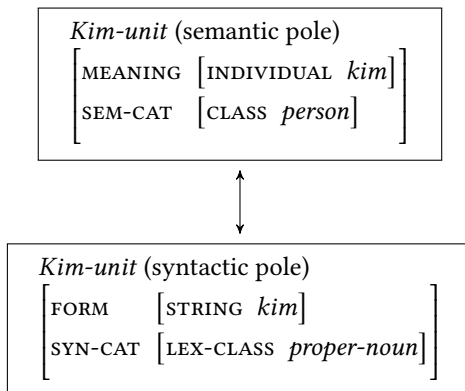 Kim-unit (semantic pole)
MEANING [INDIVIDUAL kim]
SEM-CAT [CLASS person]
Kim-unit (syntactic pole)
FORM [STRING kim]
SYN-CAT [LEX-CLASS proper-noun]